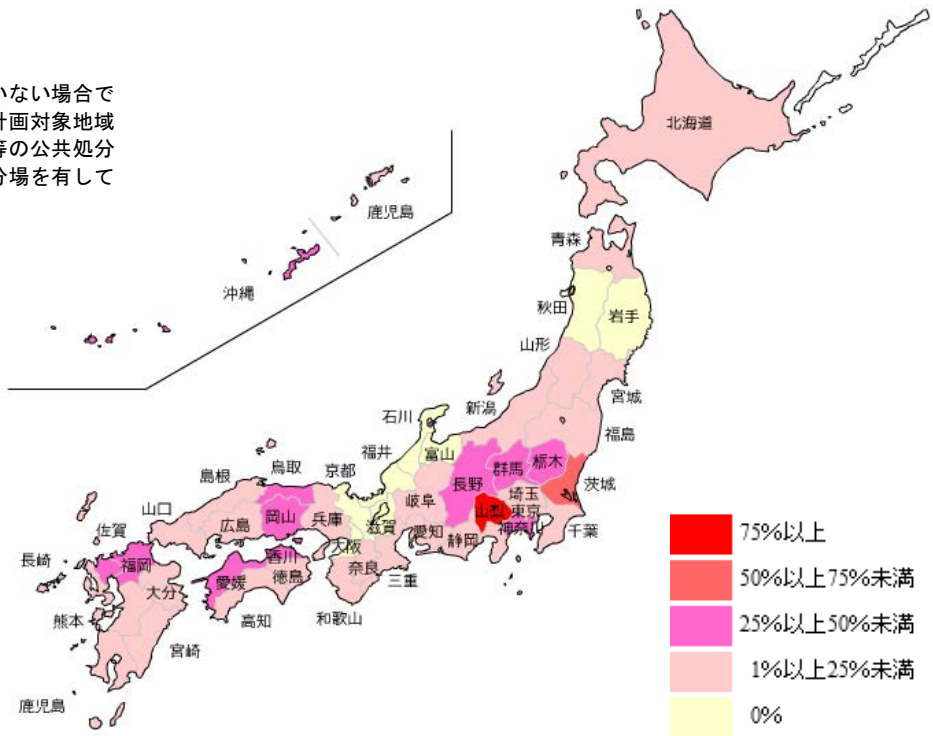 いない場合で
計画対象地域
等の公共処分
分場を有して
北海道
鹿児島
青森
沖縄
秋田
岩手
山形
宮城
新潟
石川
福島
福井
富山
鳥取
京都
群馬
栃木
島根
長野
茨城
岐阜
埼玉
山口
岡山
兵庫
滋賀
山梨
東京
佐賀
広島
愛知
静岡
神奈川
千葉
大阪
長崎
福岡
香川
奈良
三重
愛媛
徳島
大分
熊本
高知
和歌山
宮崎
鹿児島
75%以上
50%以上75%未満
25%以上50%未満
1%以上25%未満
0%